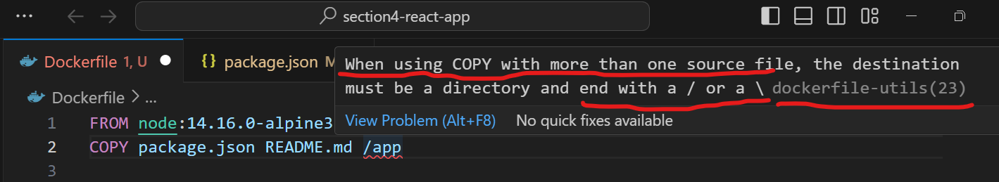 ··· section4-react-app
Dockerfile 1, U {} package.json M
When using COPY with more than one source file, the destination
must be a directory and end with a / or a \ dockerfile-utils(23)
Dockerfile > ...
View Problem (Alt+F8) No quick fixes available
1 FROM node:14.16.0-alpine3
2 COPY package.json README.md /app
3